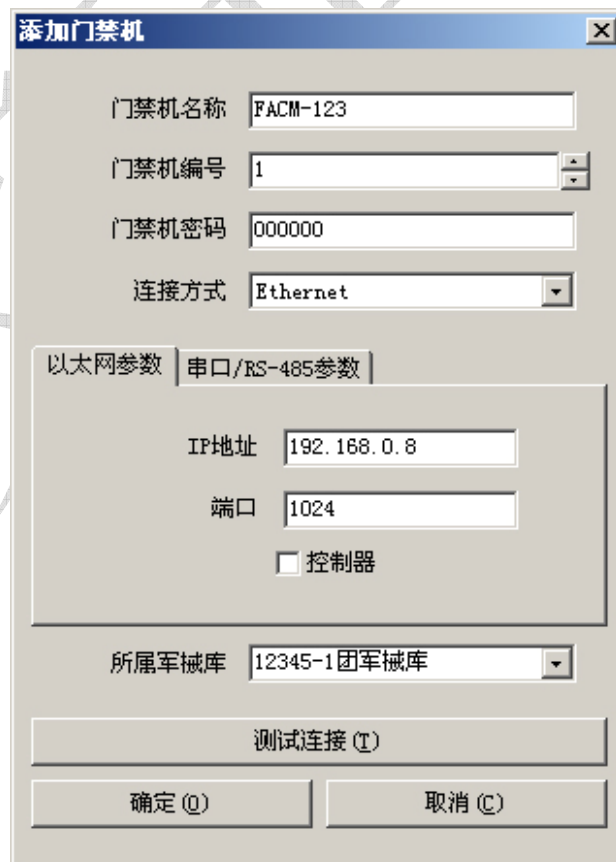 添加门禁机
门禁机名称 FACM-123
门禁机编号 1
门禁机密码 000000
连接方式 Ethernet
以太网参数 串口/RS-485参数
IP地址 192.168.0.8
端口 1024
控制器
所属军械库 12345-1团军械库
测试连接(T)
确定(O) 取消(C)